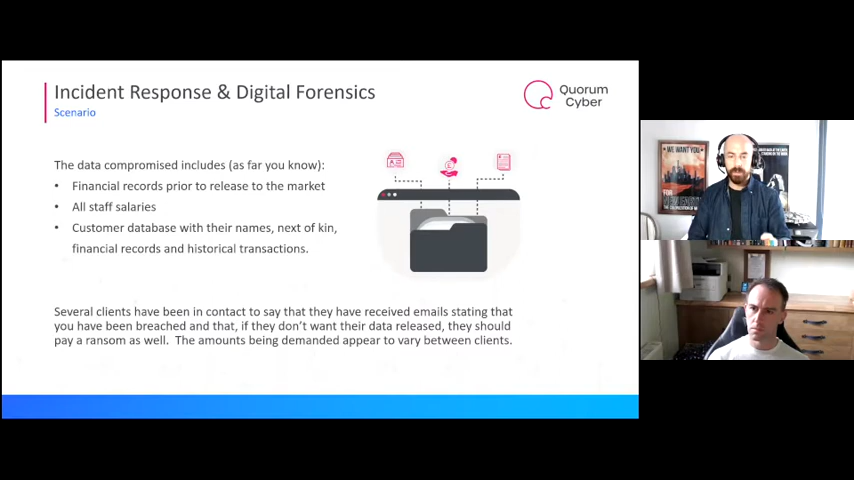 Incident Response & Digital Forensics
Scenario
Quorum
Cyber
The data compromised includes (as far you know):
• Financial records prior to release to the market
• All staff salaries
• Customer database with their names, next of kin,
financial records and historical transactions.
Several clients have been in contact to say that they have received emails stating that
you have been breached and that, if they don't want their data released, they should
pay a ransom as well. The amounts being demanded appear to vary between clients.
WE WANT YOU
FOR